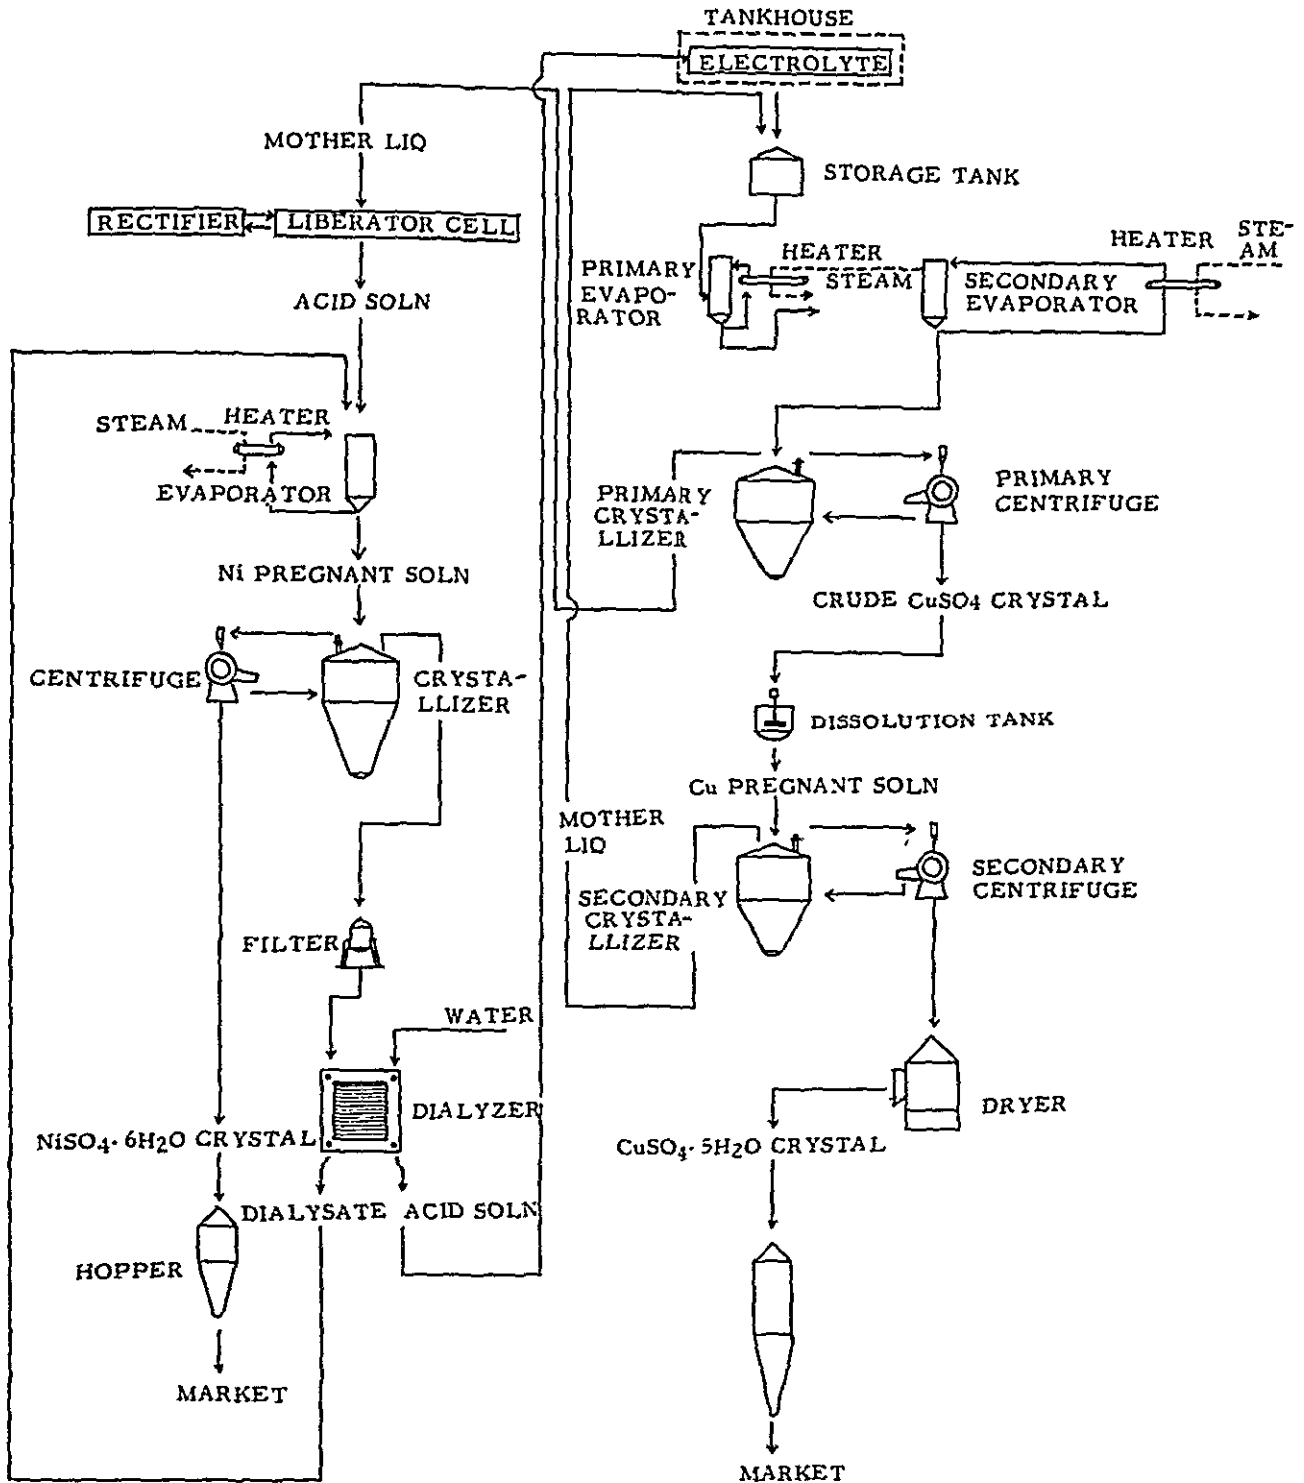 TANKHOUSE
ELECTROLYTE
MOTHER LIQ
STORAGE TANK
RECTIFIER
LIBERATOR CELL
HEATER
STE-
AM
HEATER
PRIMARY
EVAPO-
RATOR
STEAM
SECONDARY
EVAPORATOR
ACID SOLN
STEAM
HEATER
EVAPORATOR
PRIMARY
CRYSTA-
LLIZER
PRIMARY
CENTRIFUGE
Ni PREGNANT SOLN
CRUDE CuSO4 CRYSTAL
CENTRIFUGE
CRYSTA-
LLIZER
DISSOLUTION TANK
Cu PREGNANT SOLN
MOTHER
LIQ
SECONDARY
CRYSTA-
LLIZER
SECONDARY
CENTRIFUGE
FILTER
WATER
DIALYZER
DRYER
NiSO4·6H2O CRYSTAL
CuSO4·5H2O CRYSTAL
DIALYSATE
ACID SOLN
HOPPER
MARKET
MARKET